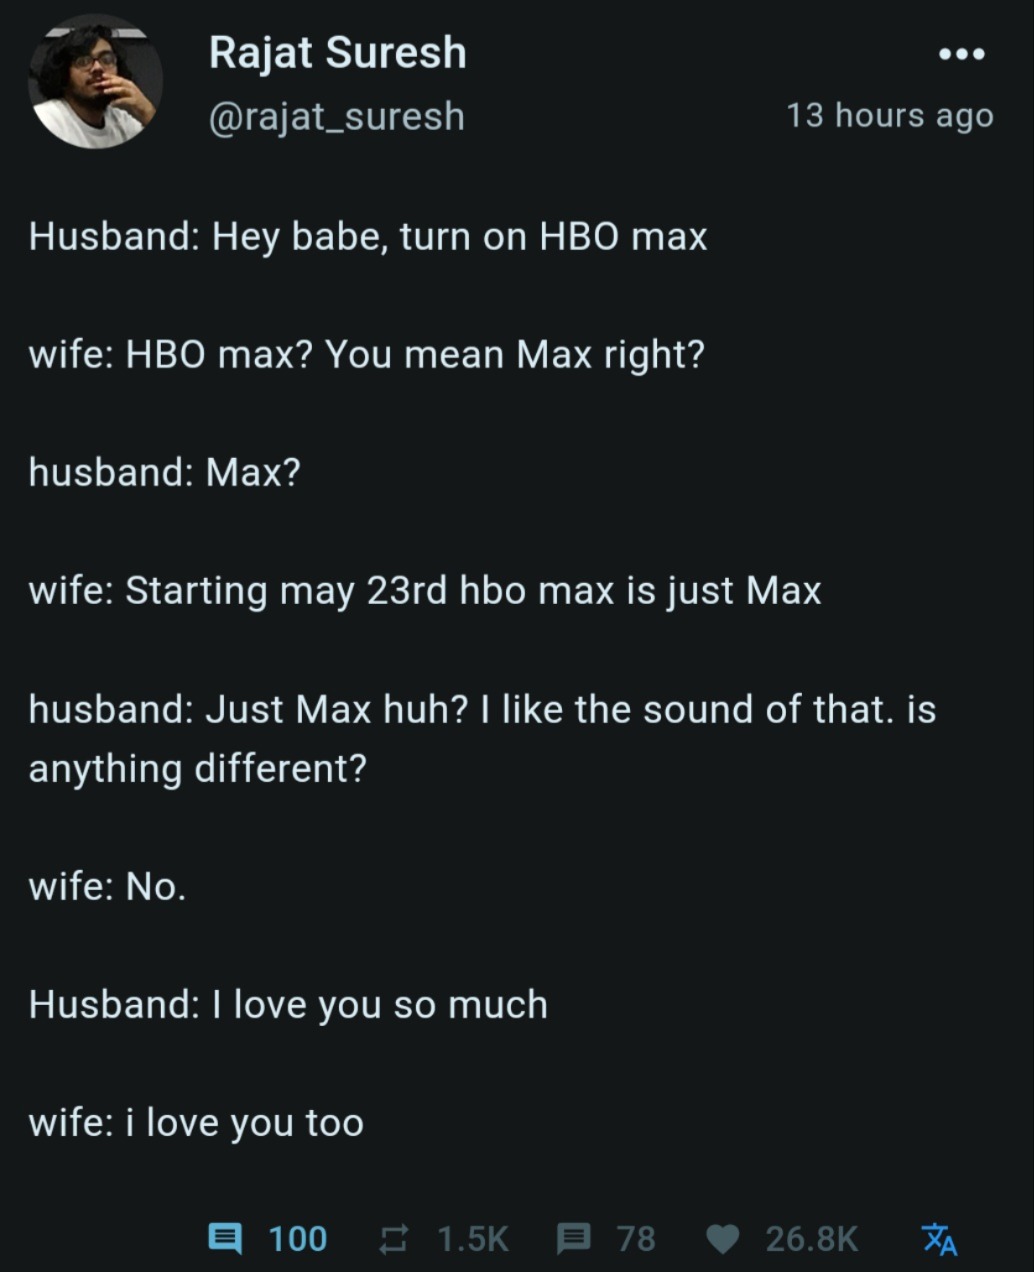 Rajat Suresh
@rajat_suresh
13 hours ago
Husband: Hey babe, turn on HBO max
wife: HBO max? You mean Max right?
husband: Max?
wife: Starting may 23rd hbo max is just Max
husband: Just Max huh? I like the sound of that. is
anything different?
wife: No.
Husband: I love you so much
wife: i love you too
100 1.5K 78 26.8K